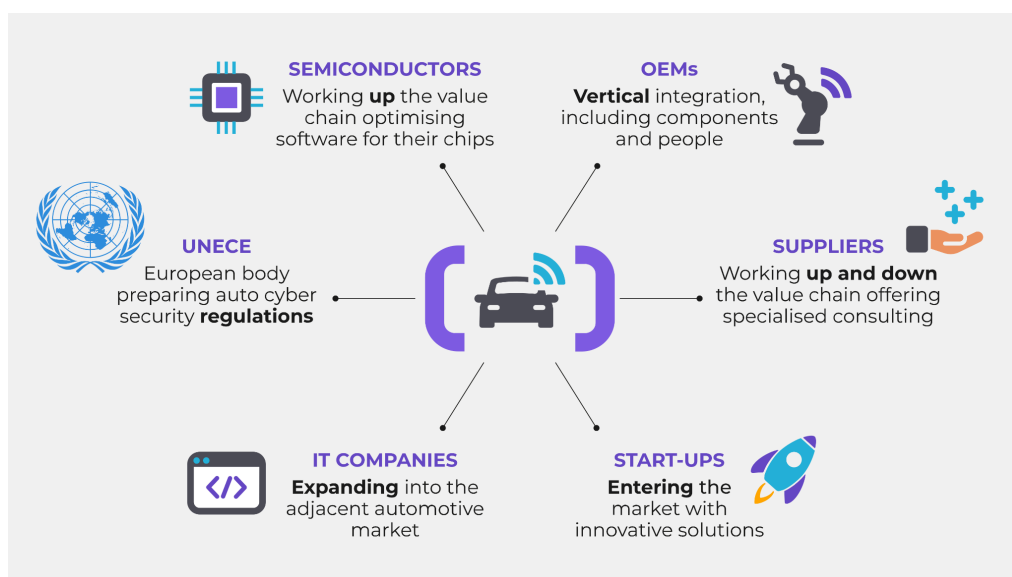 SEMICONDUCTORS
Working up the value
chain optimising
software for their chips
OEMs
Vertical integration,
including components
and people
UNECE
European body
preparing auto cyber
security regulations
SUPPLIERS
Working up and down
the value chain offering
specialised consulting
IT COMPANIES
Expanding into the
adjacent automotive
market
START-UPS
Entering the
market with
innovative solutions